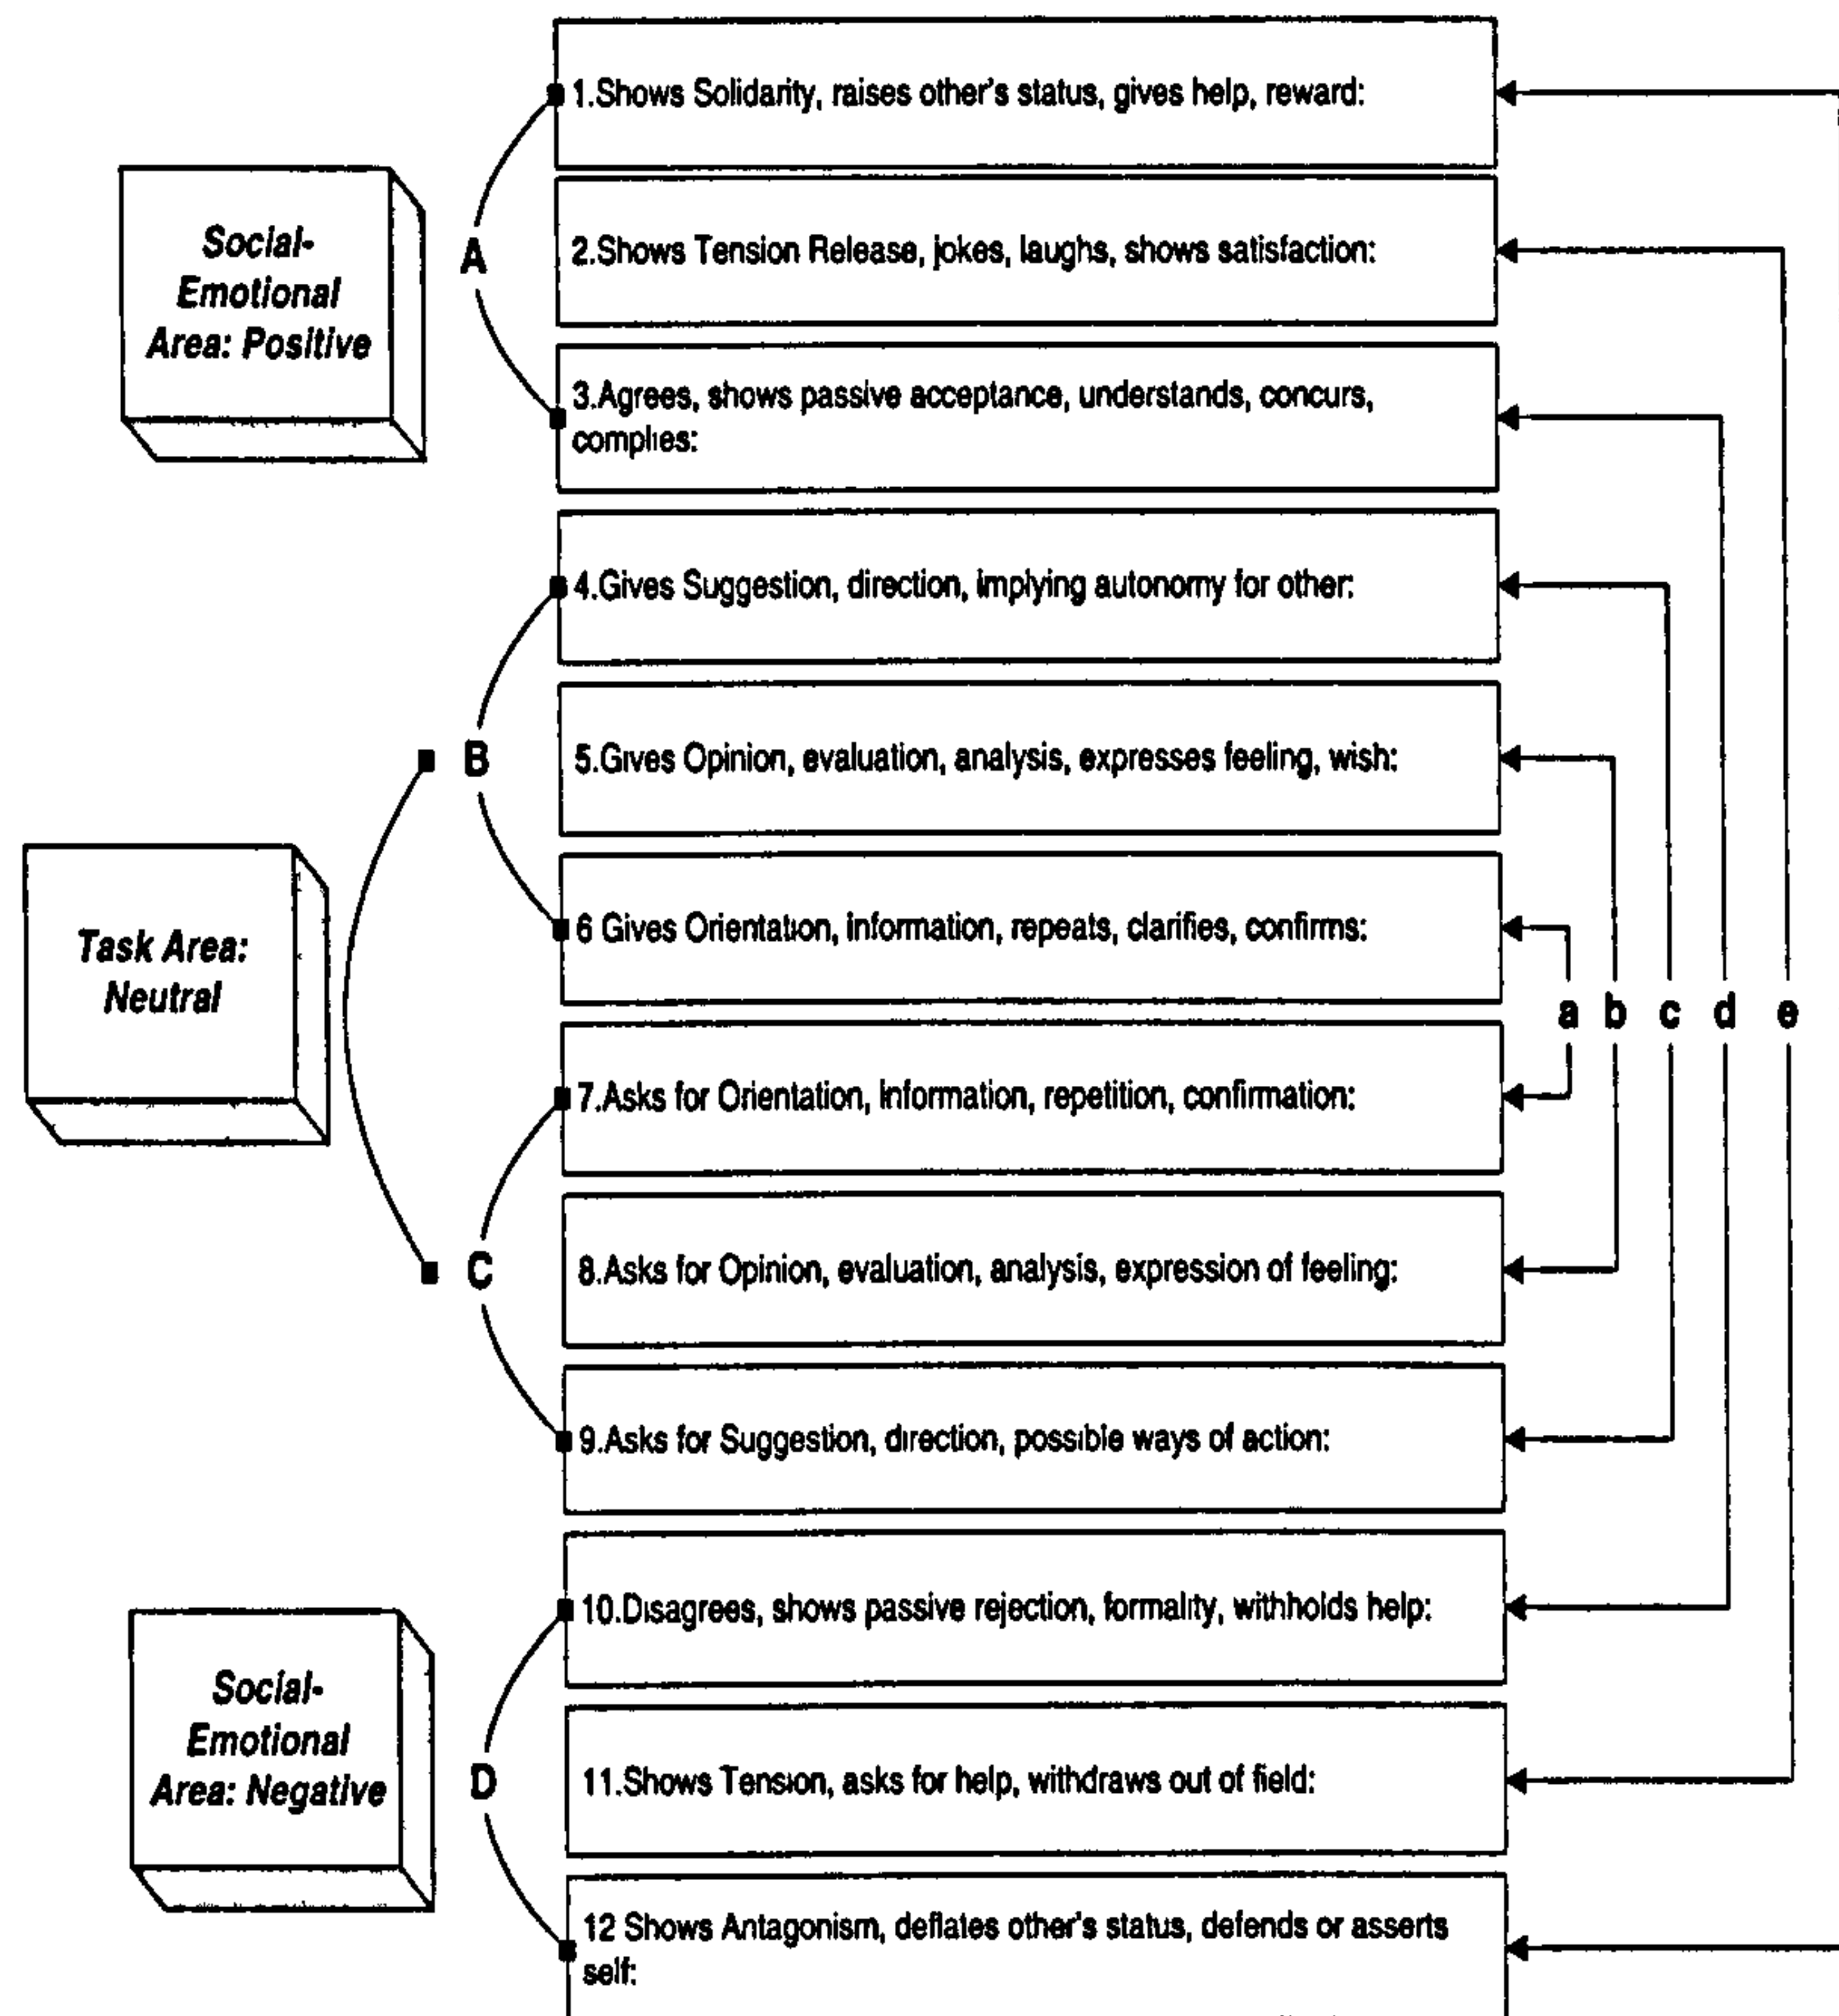 1.Shows Solidarity, raises other's status, gives help, reward:
Social-
Emotional
Area: Positive
A
2.Shows Tension Release, jokes, laughs, shows satisfaction:
3.Agrees, shows passive acceptance, understands, concurs,
complies:
4.Gives Suggestion, direction, implying autonomy for other:
B
5.Gives Opinion, evaluation, analysis, expresses feeling, wish:
Task Area:
Neutral
6 Gives Orientation, information, repeats, clarifies, confirms:
a b c d e
7.Asks for Orientation, information, repetition, confirmation:
C
8.Asks for Opinion, evaluation, analysis, expression of feeling:
9.Asks for Suggestion, direction, possible ways of action:
10.Disagrees, shows passive rejection, formality, withholds help:
Social-
Emotional
Area: Negative
D
11.Shows Tension, asks for help, withdraws out of field:
12 Shows Antagonism, deflates other's status, defends or asserts
self: